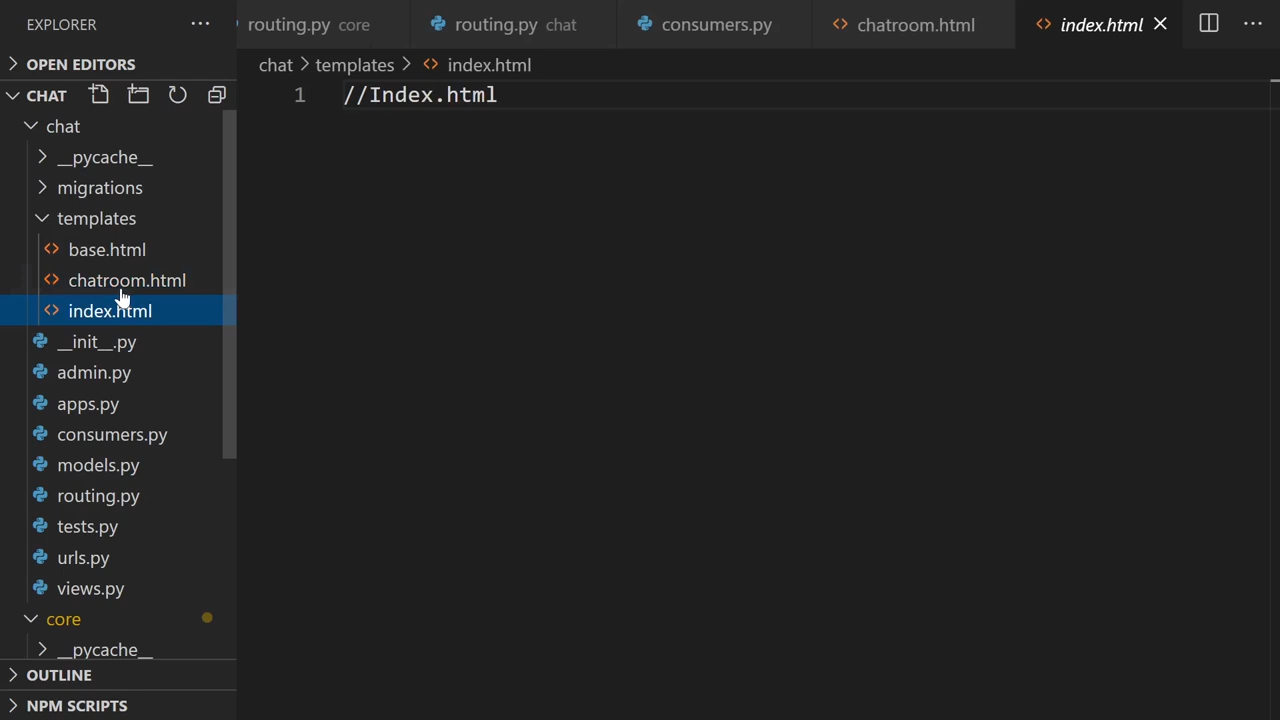 EXPLORER
routing.py core
routing.py chat
consumers.py
chatroom.html
index.html
OPEN EDITORS
chat > templates > index.html
CHAT
1 //Index.html
chat
__pycache__
migrations
templates
base.html
chatroom.html
index.html
__init__.py
admin.py
apps.py
consumers.py
models.py
routing.py
tests.py
urls.py
views.py
core
__pycache__
OUTLINE
NPM SCRIPTS